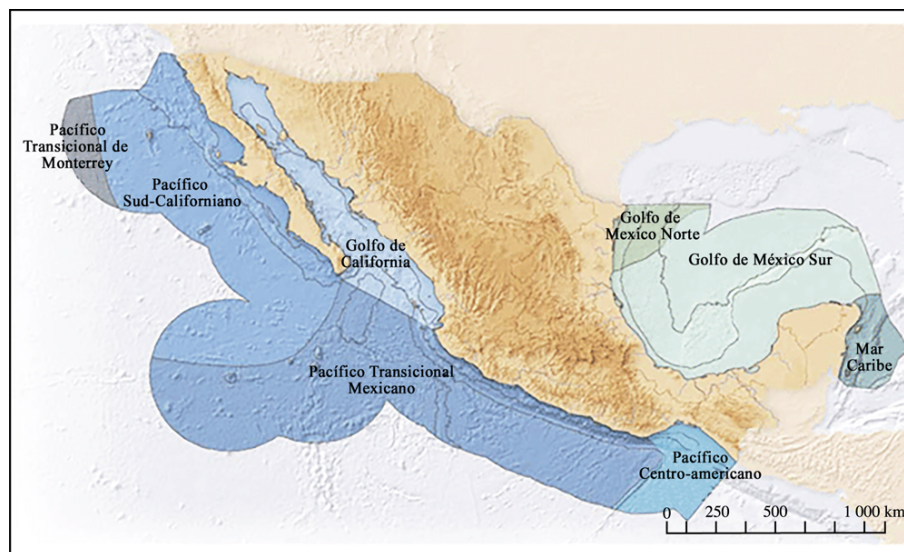 Pacífico
Transicional de
Monterrey
Pacífico
Sud-Californiano
Golfo de
California
Golfo de
Mexico Norte
Golfo de México Sur
Mar
Caribe
Pacífico Transicional
Mexicano
Pacífico
Centro-americano
0 250 500 1 000 km